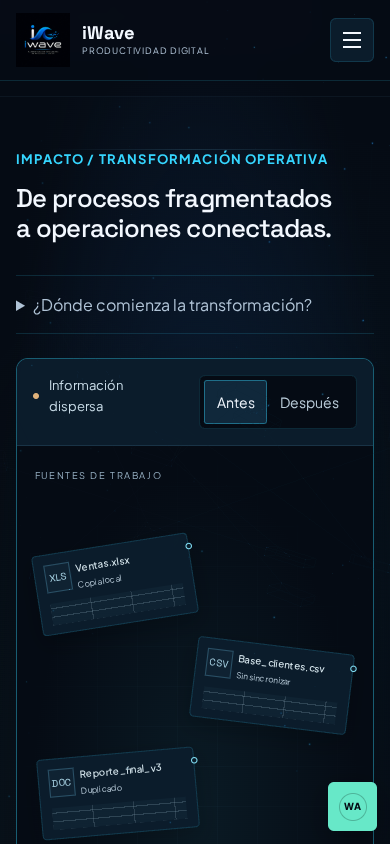 iWave
iWave
PRODUCTIVIDAD DIGITAL
IMPACTO / TRANSFORMACIÓN OPERATIVA
De procesos fragmentados
a operaciones conectadas.
¿Dónde comienza la transformación?
Información
dispersa
Antes
Después
FUENTES DE TRABAJO
XLS
Ventas.xlsx
Copia local
CSV
Base_clientes.csv
Sin sincronizar
DOC
Reporte_final_v3
Duplicado
WA